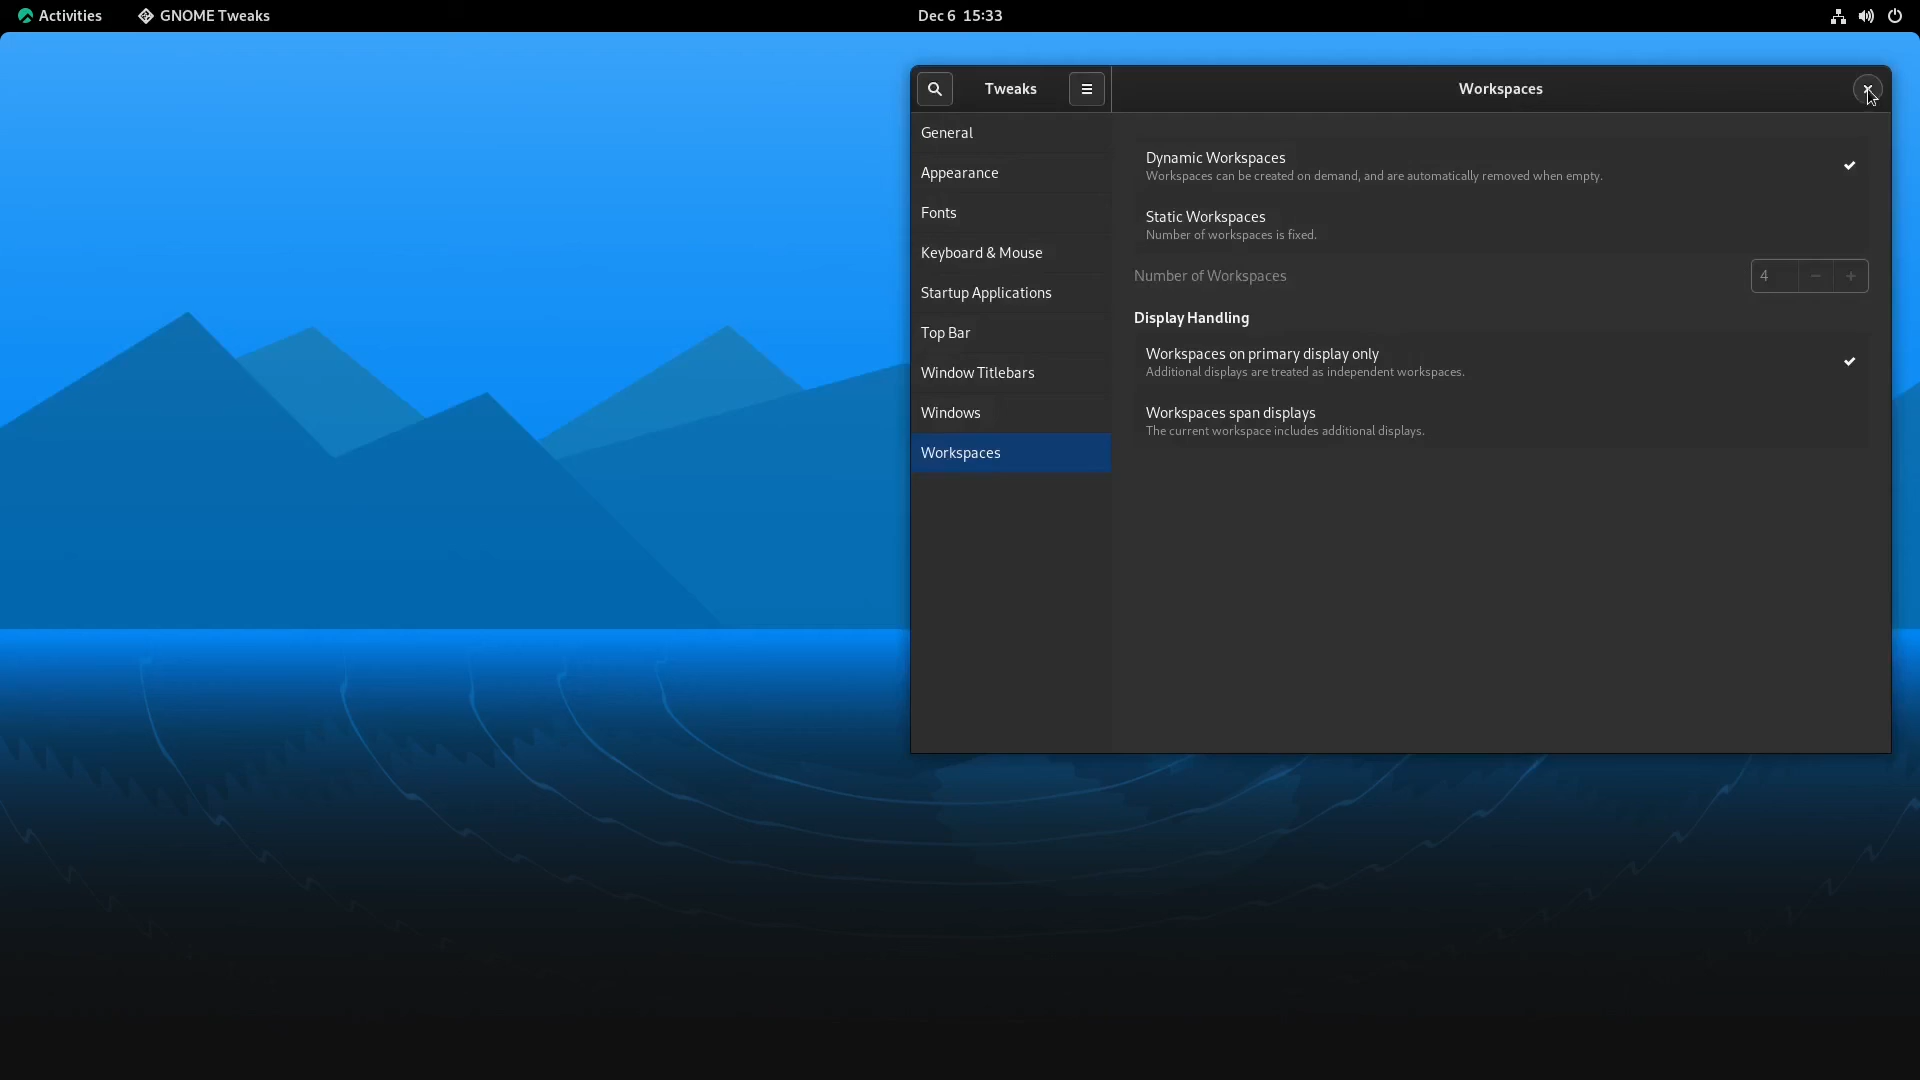 Activities
GNOME Tweaks
Dec 6 15:33
Tweaks
Workspaces
General
Appearance
Fonts
Keyboard & Mouse
Startup Applications
Top Bar
Window Titlebars
Windows
Workspaces
Dynamic Workspaces
Workspaces can be created on demand, and are automatically removed when empty.
Static Workspaces
Number of workspaces is fixed.
Number of Workspaces
4
Display Handling
Workspaces on primary display only
Additional displays are treated as independent workspaces.
Workspaces span displays
The current workspace includes additional displays.